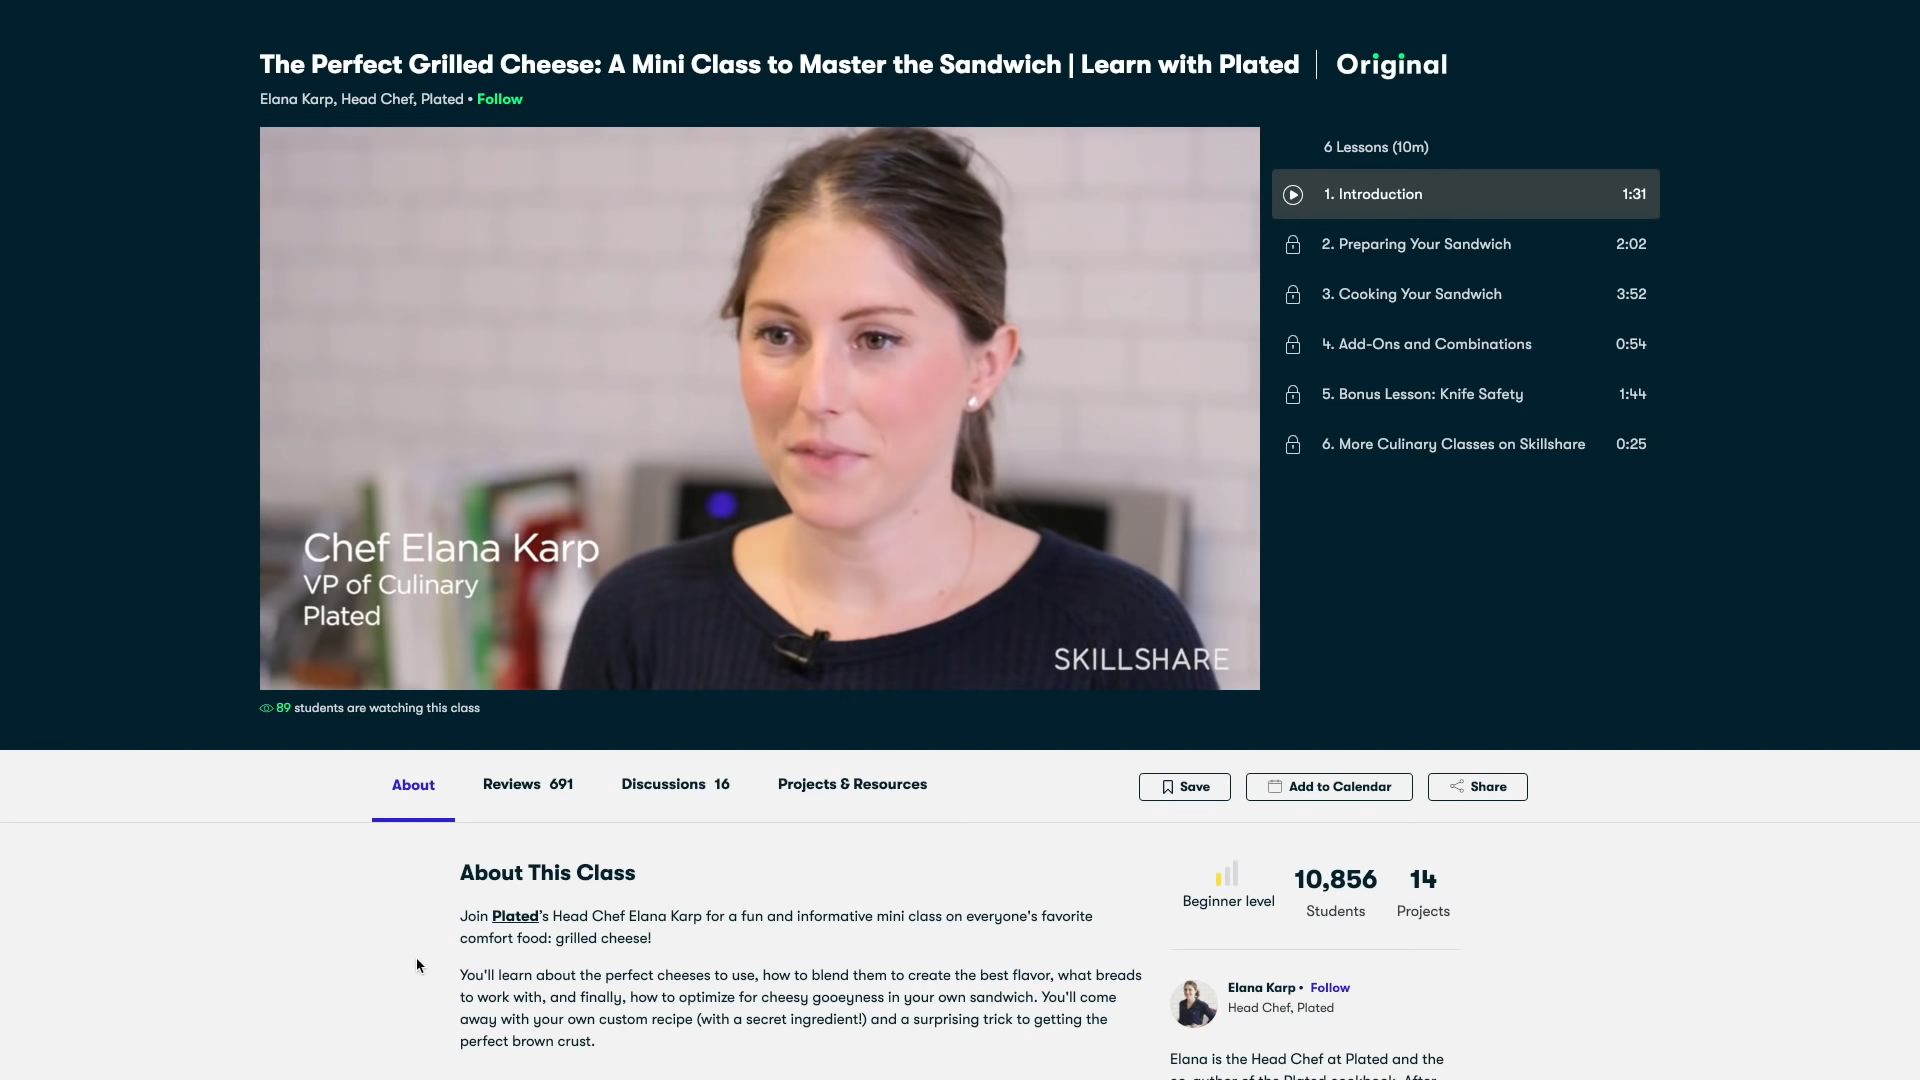 The Perfect Grilled Cheese: A Mini Class to Master the Sandwich | Learn with Plated
Original
Elana Karp, Head Chef, Plated • Follow
Chef Elana Karp
VP of Culinary
Plated
SKILLSHARE
6 Lessons (10m)
1. Introduction 1:31
2. Preparing Your Sandwich 2:02
3. Cooking Your Sandwich 3:52
4. Add-Ons and Combinations 0:54
5. Bonus Lesson: Knife Safety 1:44
6. More Culinary Classes on Skillshare 0:25
89 students are watching this class
About
Reviews 691
Discussions 16
Projects & Resources
Save
Add to Calendar
Share
About This Class
Join Plated's Head Chef Elana Karp for a fun and informative mini class on everyone's favorite
comfort food: grilled cheese!
You'll learn about the perfect cheeses to use, how to blend them to create the best flavor, what breads
to work with, and finally, how to optimize for cheesy gooeyness in your own sandwich. You'll come
away with your own custom recipe (with a secret ingredient!) and a surprising trick to getting the
perfect brown crust.
Beginner level
10,856
Students
14
Projects
Elana Karp • Follow
Head Chef, Plated
Elana is the Head Chef at Plated and the
co-author of the Plated cookbook. After